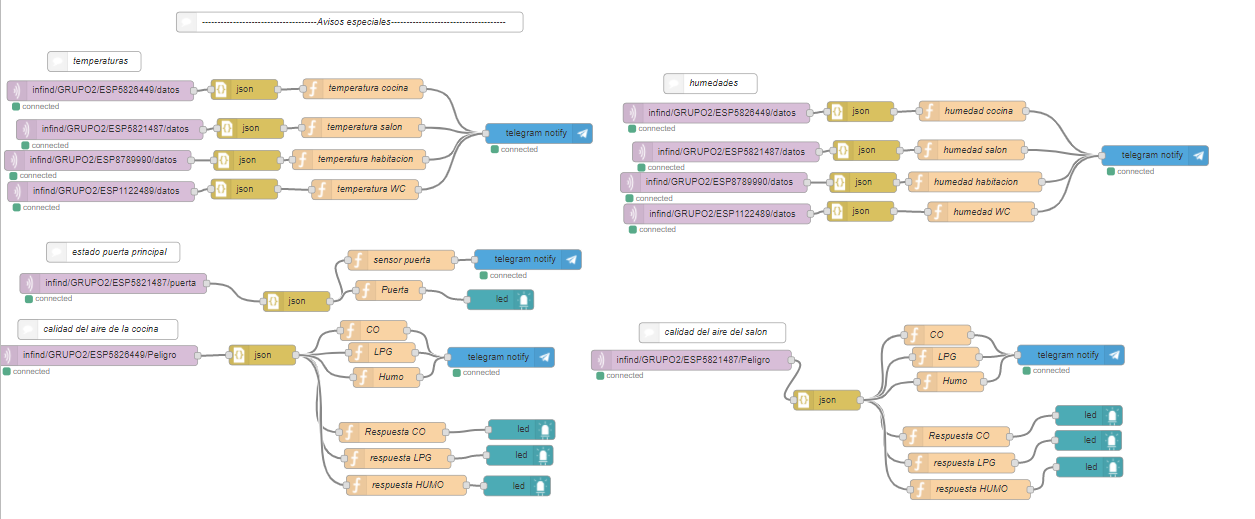 ------------------------------------Avisos especiales------------------------------------
temperaturas
infind/GRUPO2/ESP5826449/datos json temperatura cocina
connected
infind/GRUPO2/ESP5821487/datos json temperatura salon telegram notify
connected connected
infind/GRUPO2/ESP8789990/datos json temperatura habitacion
connected
infind/GRUPO2/ESP1122489/datos json temperatura WC
connected
humedades
infind/GRUPO2/ESP5826449/datos json humedad cocina
connected
infind/GRUPO2/ESP5821487/datos json humedad salon telegram notify
connected connected
infind/GRUPO2/ESP8789990/datos json humedad habitacion
connected
infind/GRUPO2/ESP1122489/datos json humedad WC
connected
estado puerta principal
sensor puerta telegram notify
connected
infind/GRUPO2/ESP5821487/puerta json Puerta led
connected
calidad del aire de la cocina
infind/GRUPO2/ESP5826449/Peligro json
connected
CO
LPG telegram notify
connected
Humo
Respuesta CO led
respuesta LPG led
respuesta HUMO led
calidad del aire del salon
infind/GRUPO2/ESP5821487/Peligro json
connected
CO
LPG telegram notify
connected
Humo
Respuesta CO led
respuesta LPG led
respuesta HUMO led